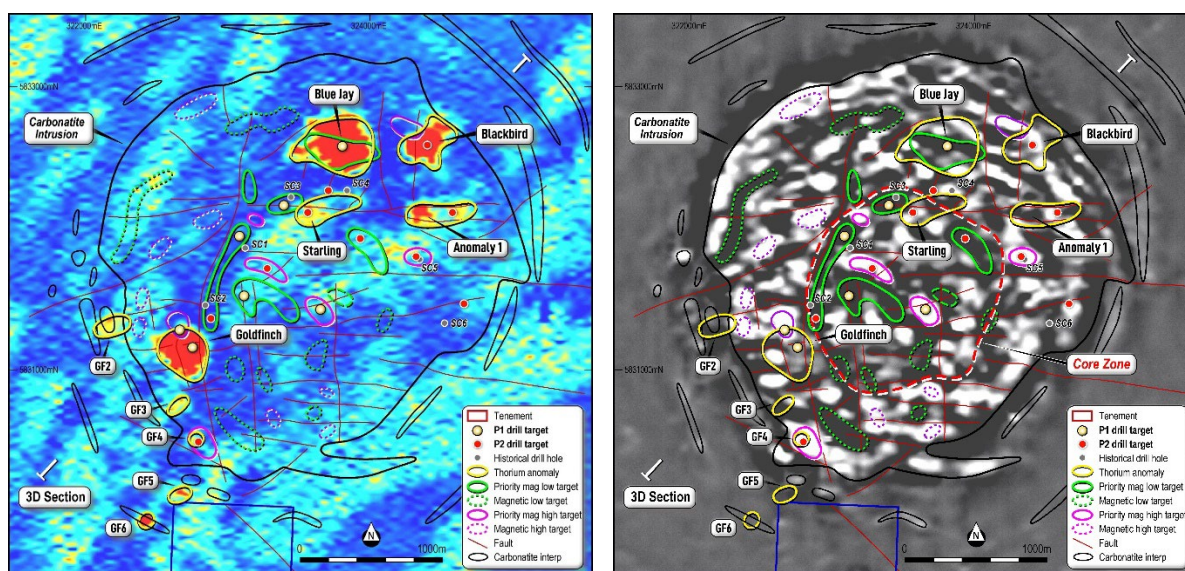 322000mE
324000mE
5833000mN
Carbonatite
Intrusion
Blue Jay
Blackbird
SC3
SC4
Starling
Anomaly 1
SC1
SC5
SC2
SC6
Goldfinch
GF2
5831000mN
GF3
GF4
GF5
GF6
3D Section
N
0
1000m
Tenement
P1 drill target
P2 drill target
Historical drill hole
Thorium anomaly
Priority mag low target
Magnetic low target
Priority mag high target
Magnetic high target
Fault
Carbonatite interp
322000mE
324000mE
5833000mN
Carbonatite
Intrusion
Blue Jay
Blackbird
SC3
SC4
Starling
Anomaly 1
SC1
SC5
SC2
SC6
Goldfinch
GF2
Core Zone
5831000mN
GF3
GF4
GF5
GF6
3D Section
N
0
1000m
Tenement
P1 drill target
P2 drill target
Historical drill hole
Thorium anomaly
Priority mag low target
Magnetic low target
Priority mag high target
Magnetic high target
Fault
Carbonatite interp